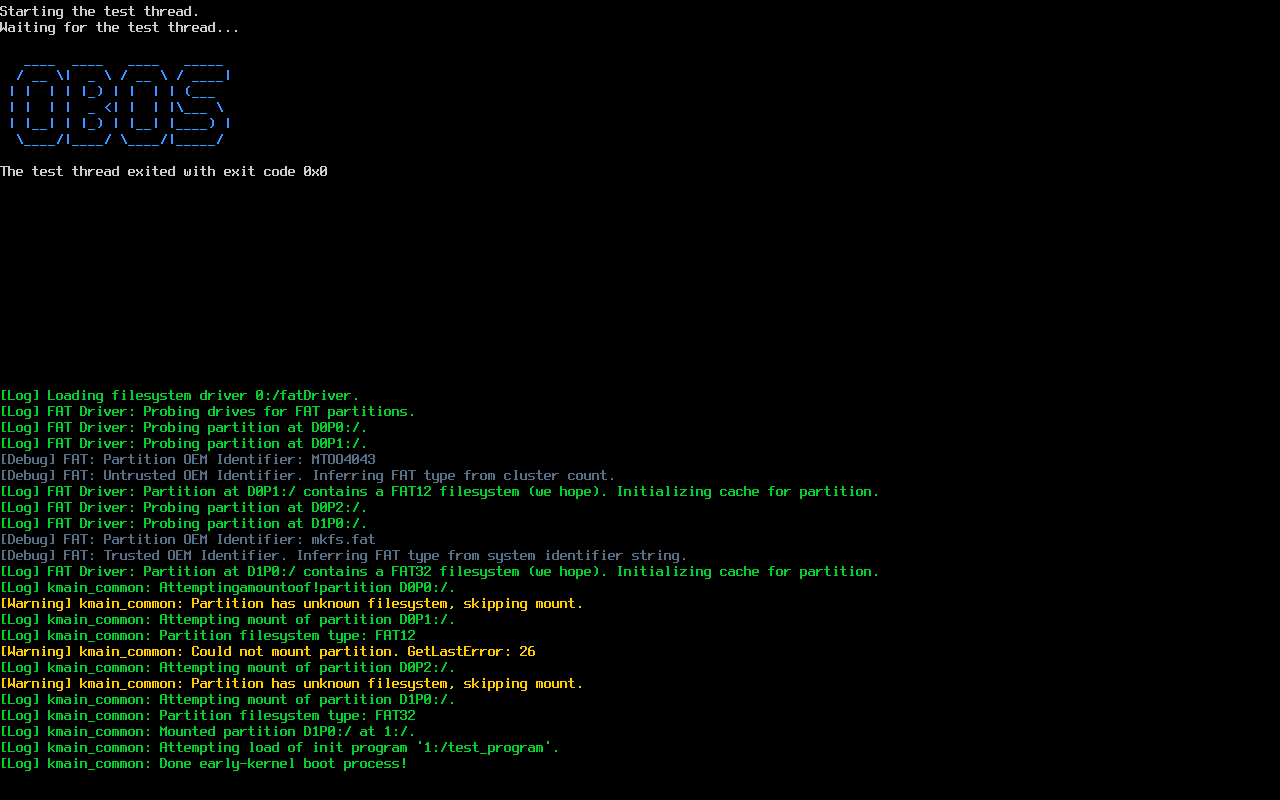 Starting the test thread.
Waiting for the test thread...
OBOS
The test thread exited with exit code 0x0
[Log] Loading filesystem driver 0:/fatDriver.
[Log] FAT Driver: Probing drives for FAT partitions.
[Log] FAT Driver: Probing partition at D0P0:/.
[Log] FAT Driver: Probing partition at D0P1:/.
[Debug] FAT: Partition OEM Identifier: MTOO4043
[Debug] FAT: Untrusted OEM Identifier. Inferring FAT type from cluster count.
[Log] FAT Driver: Partition at D0P1:/ contains a FAT12 filesystem (we hope). Initializing cache for partition.
[Log] FAT Driver: Probing partition at D0P2:/.
[Log] FAT Driver: Probing partition at D1P0:/.
[Debug] FAT: Partition OEM Identifier: mkfs.fat
[Debug] FAT: Trusted OEM Identifier. Inferring FAT type from system identifier string.
[Log] FAT Driver: Partition at D1P0:/ contains a FAT32 filesystem (we hope). Initializing cache for partition.
[Log] kmain_common: Attemptingamountoof!partition D0P0:/.
[Warning] kmain_common: Partition has unknown filesystem, skipping mount.
[Log] kmain_common: Attempting mount of partition D0P1:/.
[Log] kmain_common: Partition filesystem type: FAT12
[Warning] kmain_common: Could not mount partition. GetLastError: 26
[Log] kmain_common: Attempting mount of partition D0P2:/.
[Warning] kmain_common: Partition has unknown filesystem, skipping mount.
[Log] kmain_common: Attempting mount of partition D1P0:/.
[Log] kmain_common: Partition filesystem type: FAT32
[Log] kmain_common: Mounted partition D1P0:/ at 1:/.
[Log] kmain_common: Attempting load of init program '1:/test_program'.
[Log] kmain_common: Done early-kernel boot process!